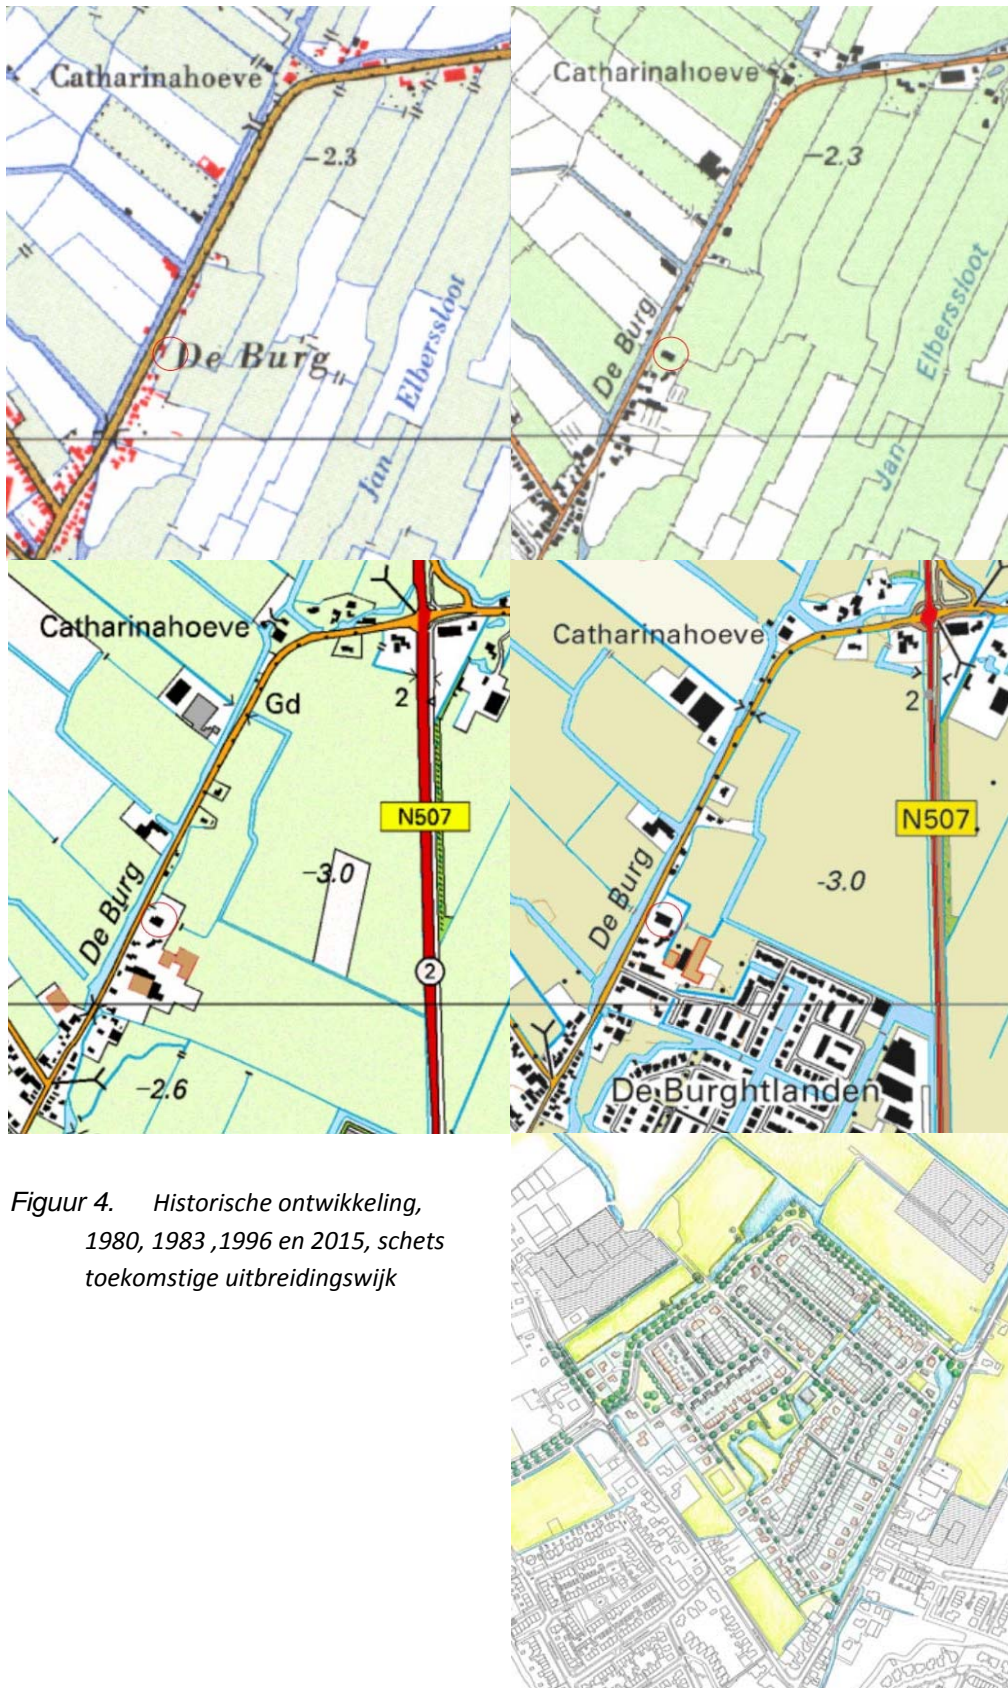 Catharinahoeve
-2.3
De Burg
Jan Elberssloot
Catharinahoeve
-2.3
De Burg
Jan Elberssloot
Catharinahoeve
Gd
2
N507
-3.0
De Burg
2
-2.6
Catharinahoeve
2
N507
-3.0
De Burg
De Burghtlanden
Figuur 4. Historische ontwikkeling,
1980, 1983 ,1996 en 2015, schets
toekomstige uitbreidingswijk